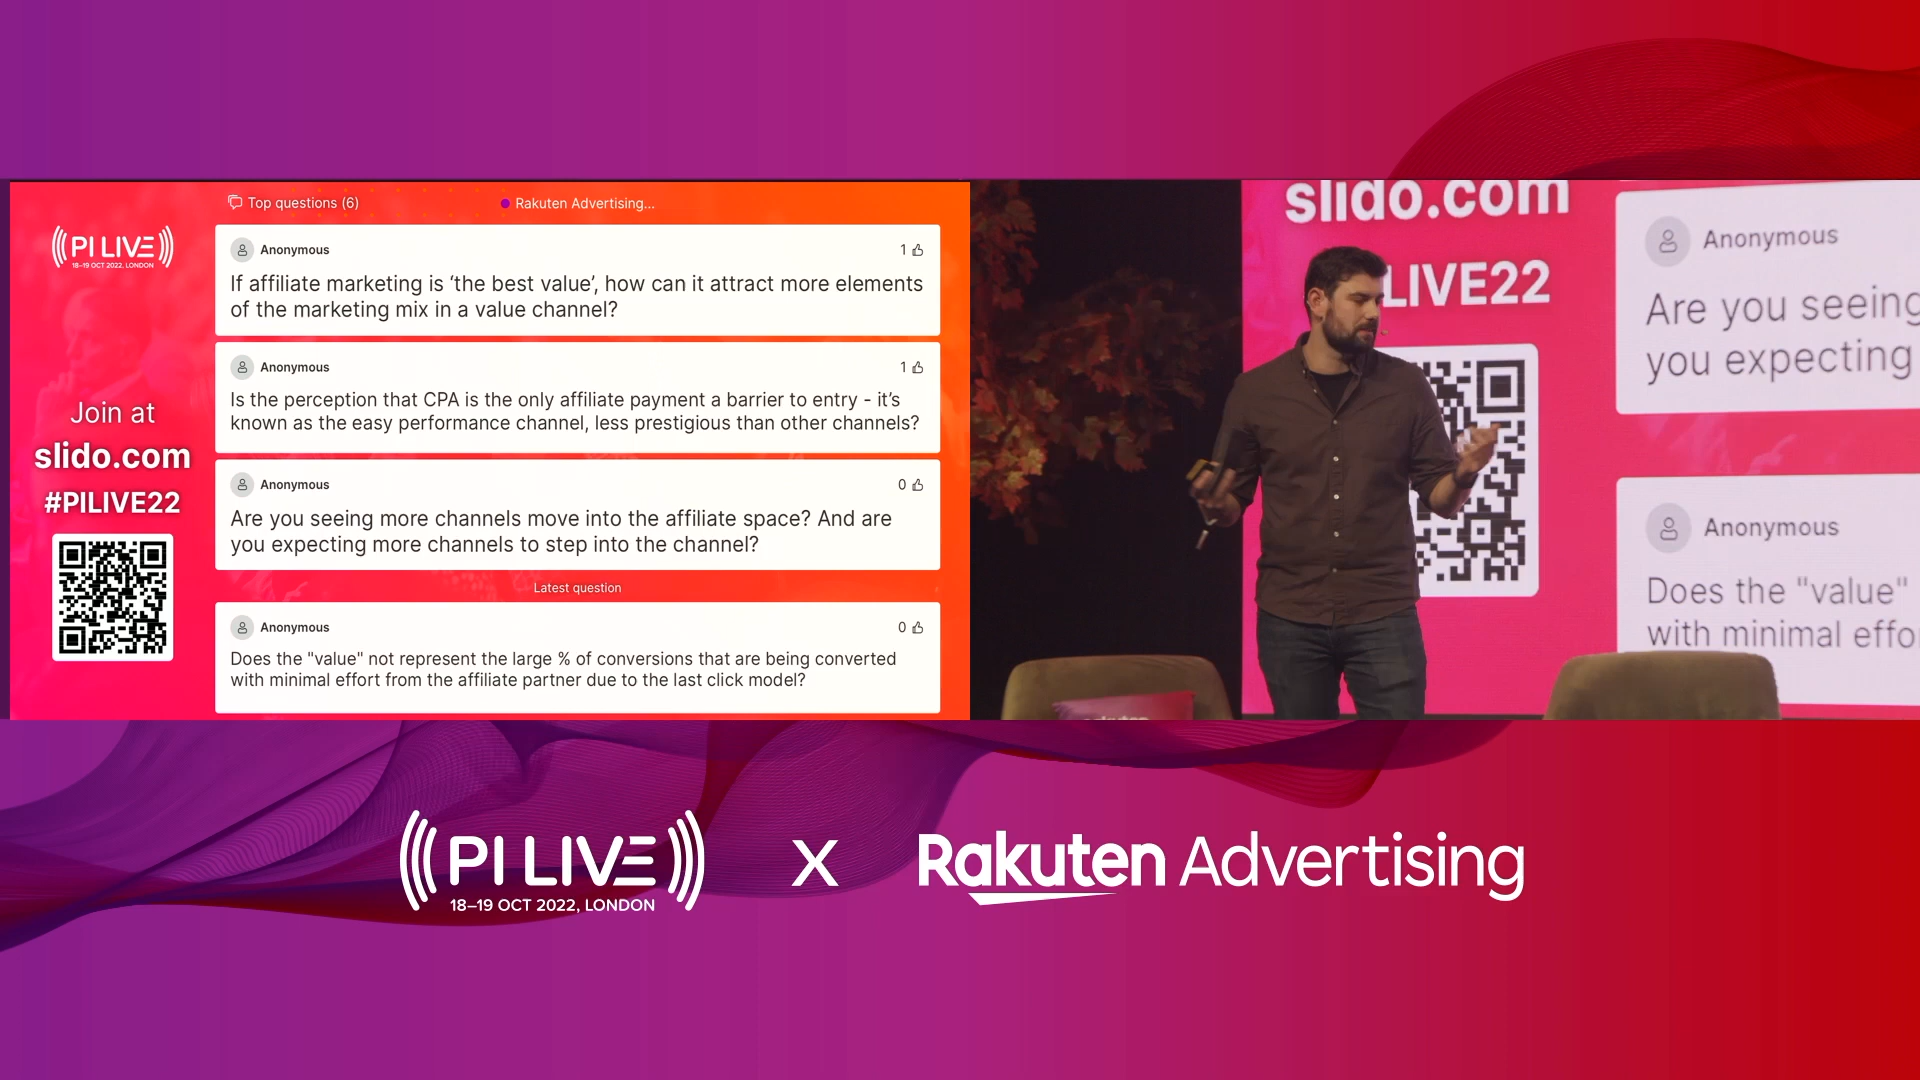 Top questions (6)
Rakuten Advertising...
PI LIVE
18–19 OCT 2022, LONDON
Join at
slido.com
#PILIVE22
Anonymous
1
If affiliate marketing is ‘the best value’, how can it attract more elements
of the marketing mix in a value channel?
Anonymous
1
Is the perception that CPA is the only affiliate payment a barrier to entry - it’s
known as the easy performance channel, less prestigious than other channels?
Anonymous
0
Are you seeing more channels move into the affiliate space? And are
you expecting more channels to step into the channel?
Latest question
Anonymous
0
Does the "value" not represent the large % of conversions that are being converted
with minimal effort from the affiliate partner due to the last click model?
slido.com
LIVE22
Anonymous
Are you seeing
you expecting
Anonymous
Does the "value"
with minimal effo
PI LIVE
18–19 OCT 2022, LONDON
X
Rakuten Advertising